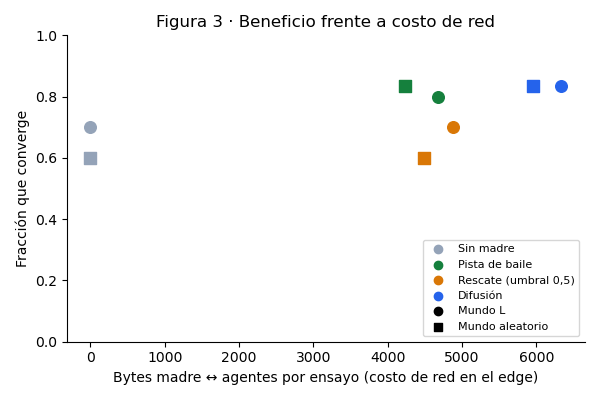 Figura 3 · Beneficio frente a costo de red
Fracción que converge
1.0
0.8
0.6
0.4
0.2
0.0
0 1000 2000 3000 4000 5000 6000
Bytes madre ↔ agentes por ensayo (costo de red en el edge)
Sin madre
Pista de baile
Rescate (umbral 0,5)
Difusión
Mundo L
Mundo aleatorio